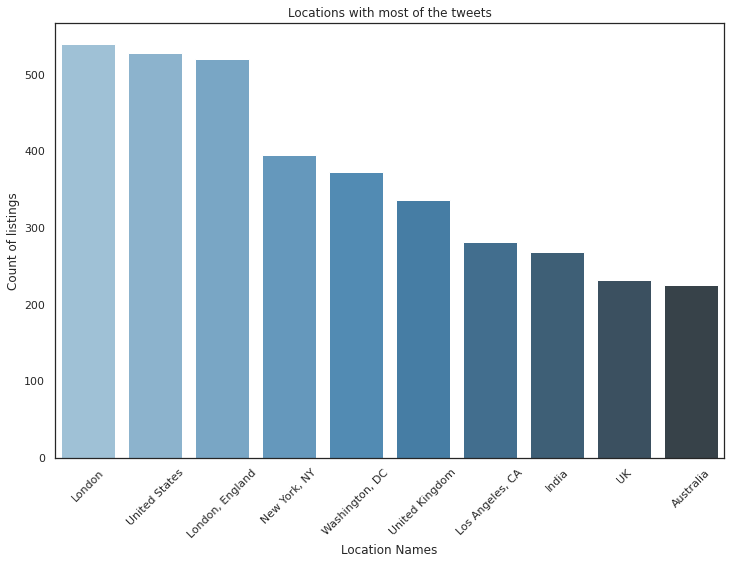 Locations with most of the tweets
Count of listings
500
400
300
200
100
0
London
United States
London, England
New York, NY
Washington, DC
United Kingdom
Los Angeles, CA
India
UK
Australia
Location Names